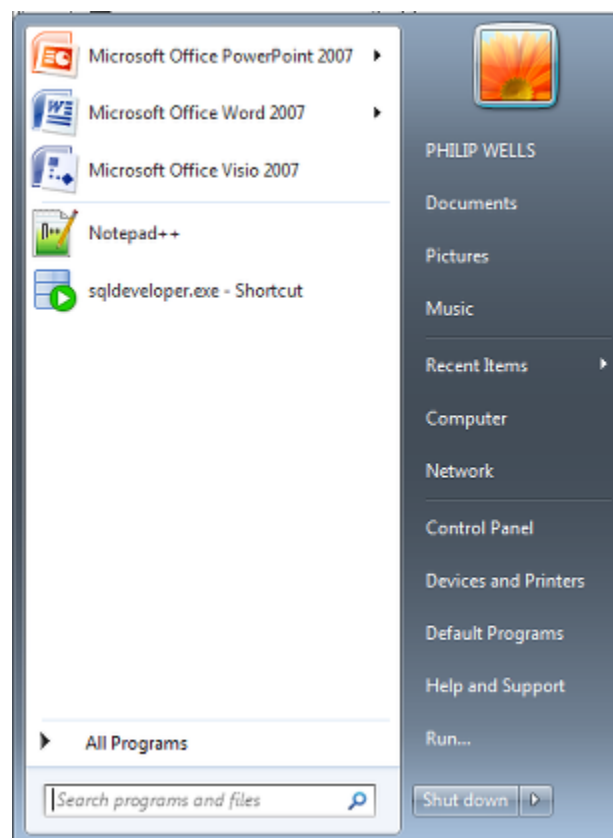 Microsoft Office PowerPoint 2007
Microsoft Office Word 2007
Microsoft Office Visio 2007
Notepad++
sqldeveloper.exe - Shortcut
All Programs
Search programs and files
PHILIP WELLS
Documents
Pictures
Music
Recent Items
Computer
Network
Control Panel
Devices and Printers
Default Programs
Help and Support
Run...
Shut down